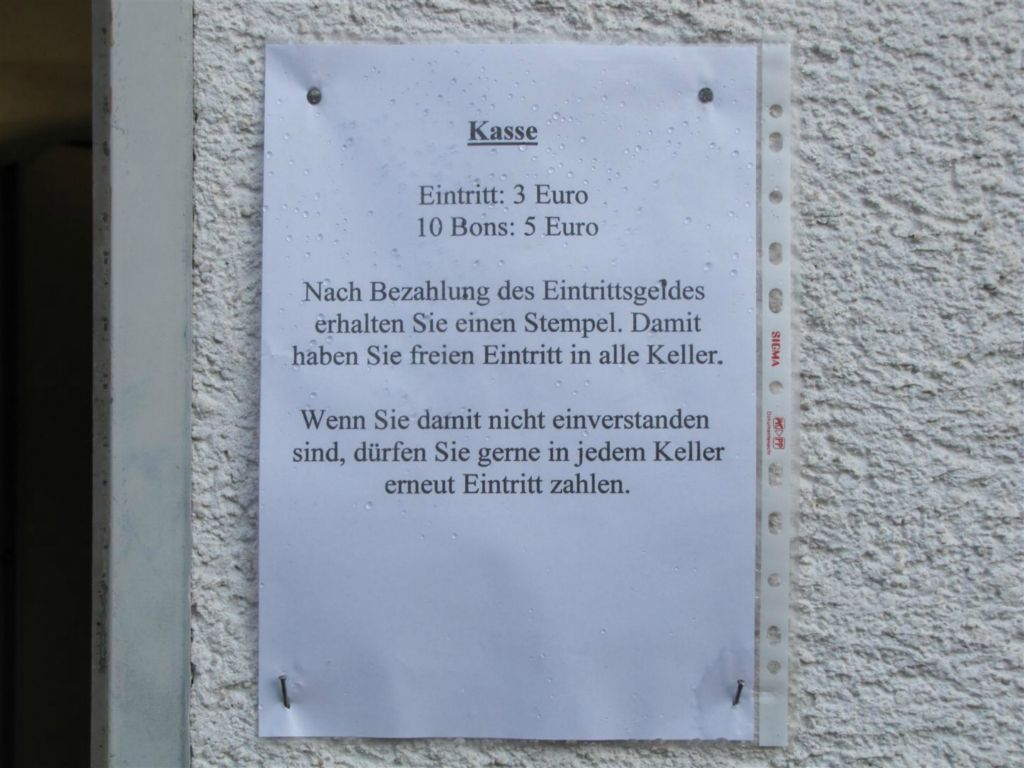 Kasse
Eintritt: 3 Euro
10 Bons: 5 Euro
Nach Bezahlung des Eintrittsgeldes
erhalten Sie einen Stempel. Damit
haben Sie freien Eintritt in alle Keller.
Wenn Sie damit nicht einverstanden
sind, dürfen Sie gerne in jedem Keller
erneut Eintritt zahlen.
SIGMA